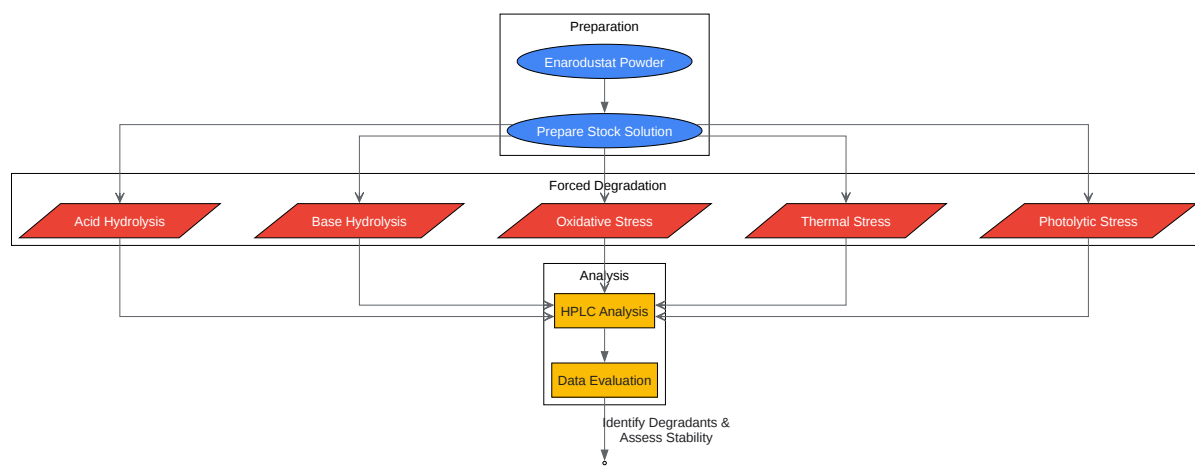 Preparation
Enarodustat Powder
Prepare Stock Solution
Forced Degradation
Acid Hydrolysis
Base Hydrolysis
Oxidative Stress
Thermal Stress
Photolytic Stress
Analysis
HPLC Analysis
Data Evaluation
Identify Degradants &
Assess Stability